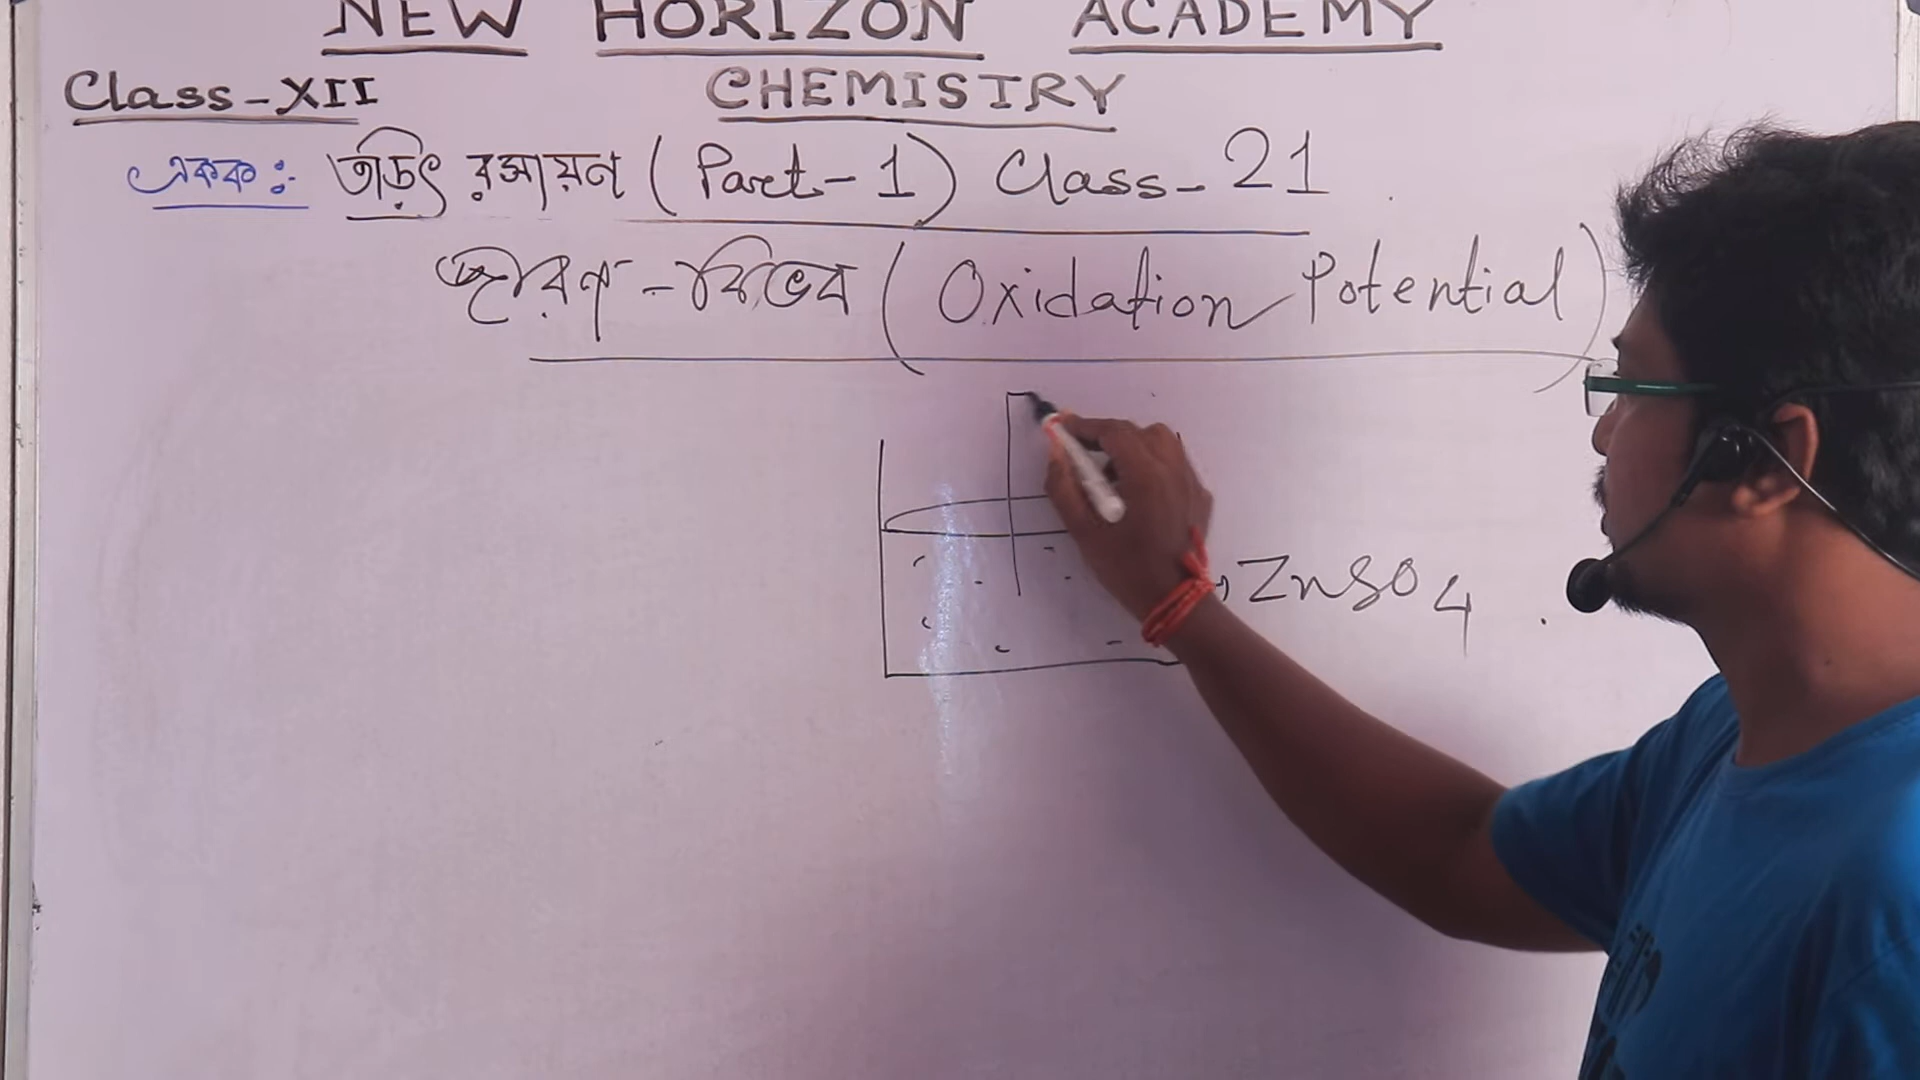 NEW HORIZON ACADEMY
Class-XII CHEMISTRY
একক:- তড়িৎ রসায়ন (Part-1) Class-21
জারণ-বিভব (Oxidation Potential)
ZnSO4